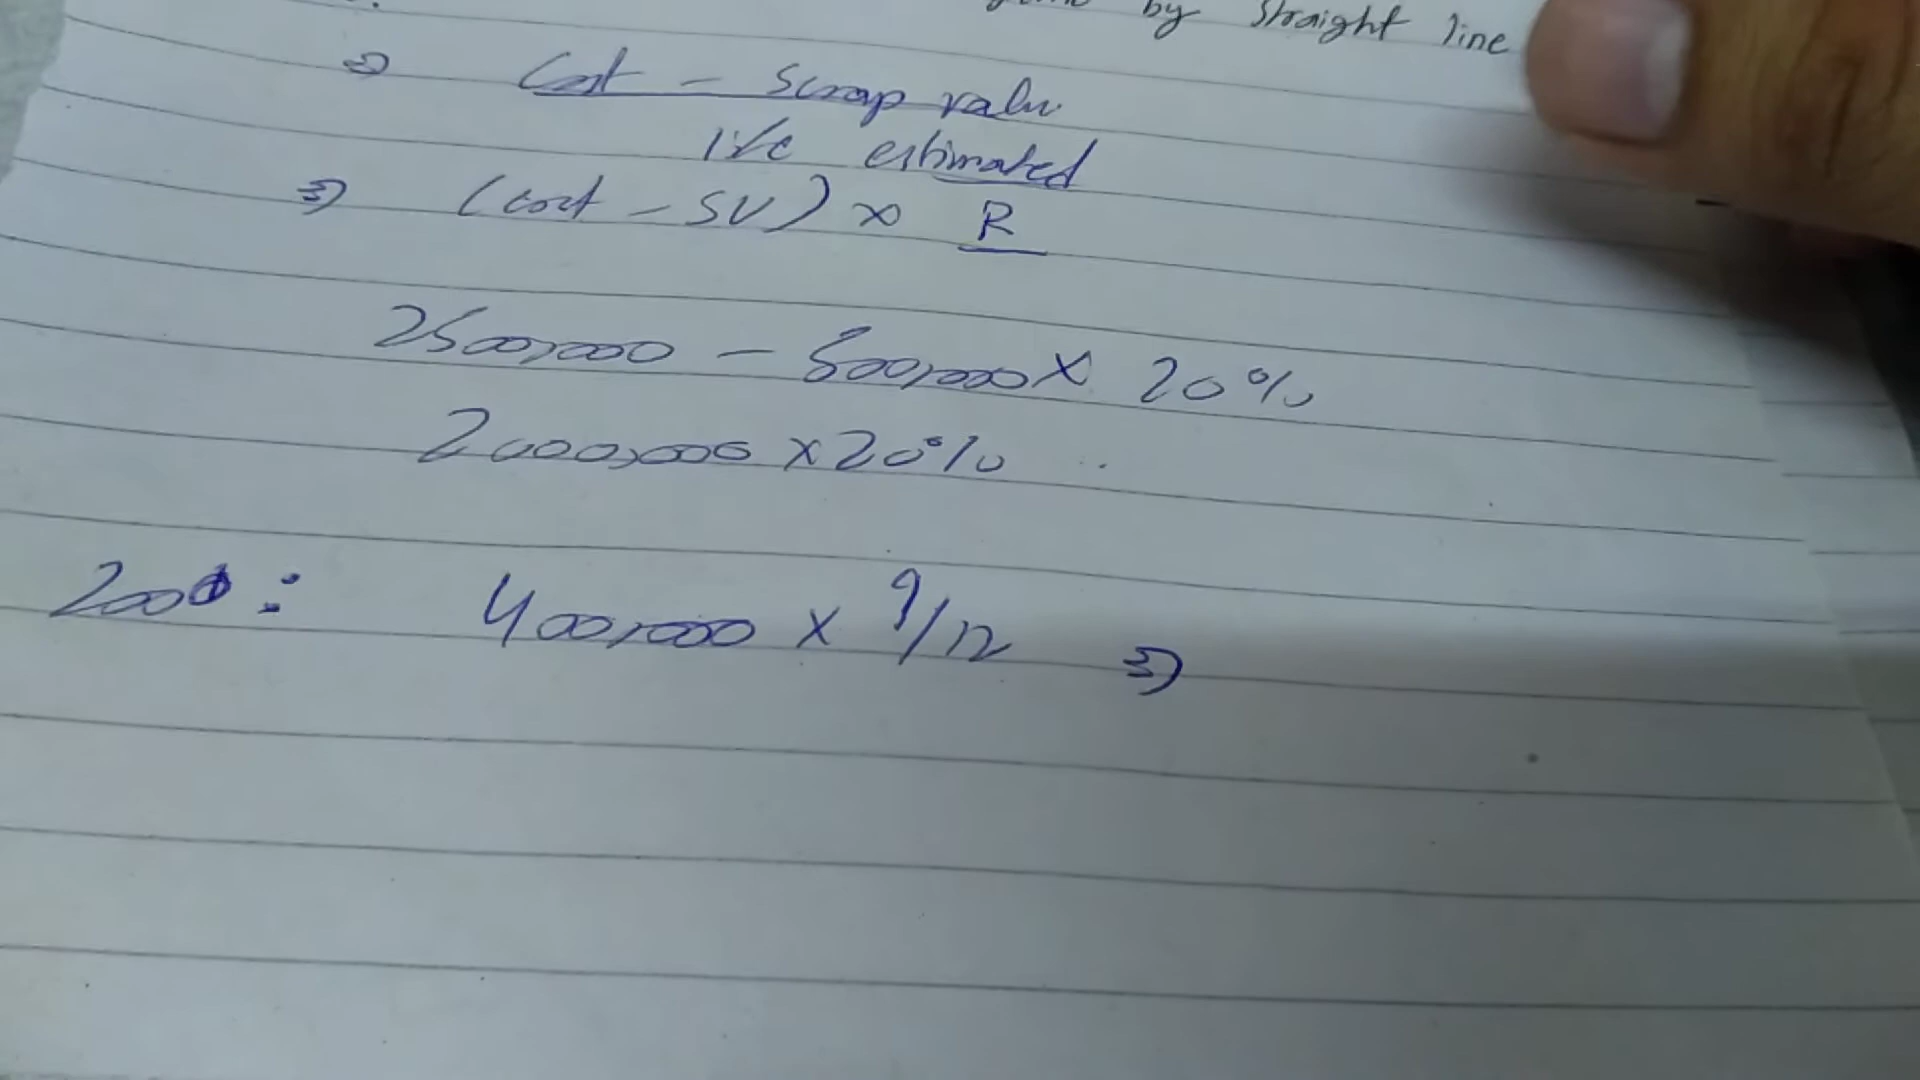 by straight line
⇒ Cost - Scrap value
life estimated
⇒ (cost - SV) × R
2500,000 - 500,000 × 20%
2000,000 × 20%
2000 : 400,000 × 9/12 ⇒